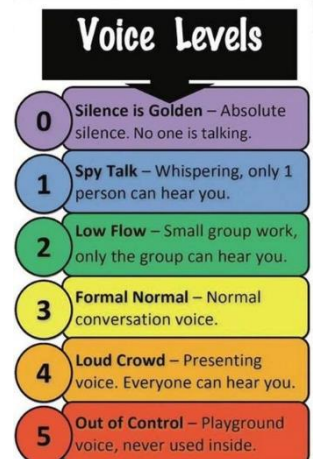 Voice Levels
0
Silence is Golden – Absolute
silence. No one is talking.
1
Spy Talk – Whispering, only 1
person can hear you.
2
Low Flow – Small group work,
only the group can hear you.
3
Formal Normal – Normal
conversation voice.
4
Loud Crowd – Presenting
voice. Everyone can hear you.
5
Out of Control – Playground
voice, never used inside.